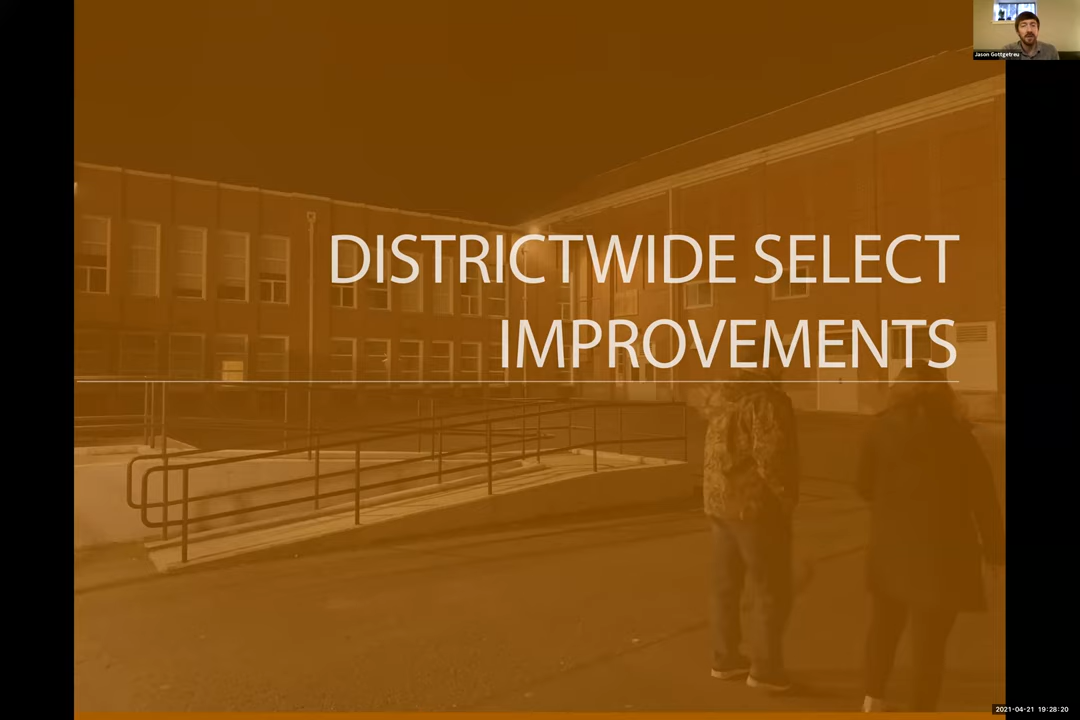 Jason Gottgetreu
DISTRICTWIDE SELECT
IMPROVEMENTS
2021-04-21 19:28:20